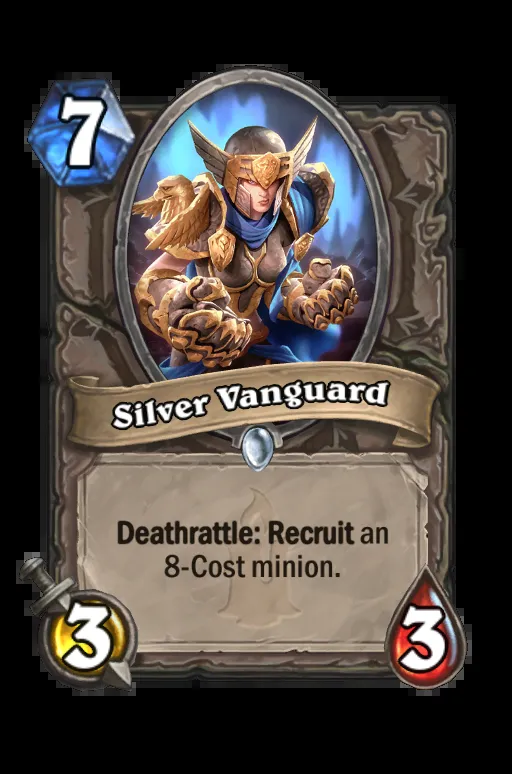 7
Silver Vanguard
Deathrattle: Recruit an
8-Cost minion.
3
3